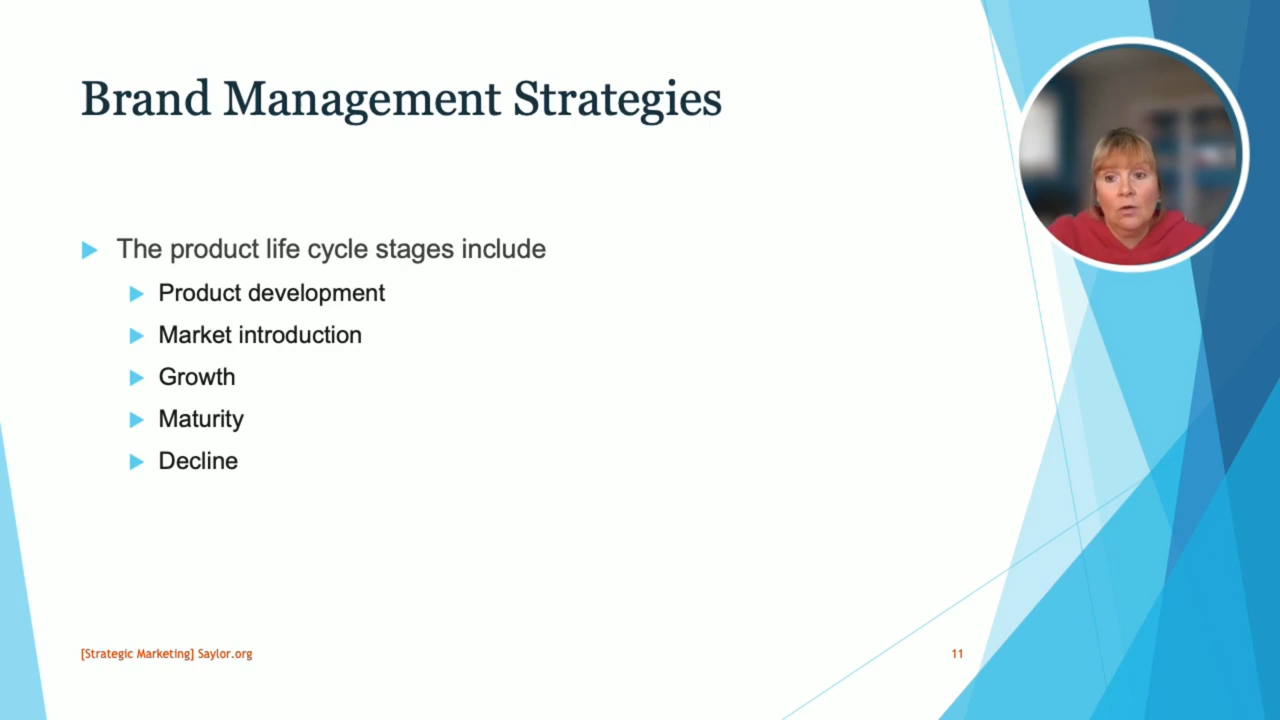 Brand Management Strategies
The product life cycle stages include
Product development
Market introduction
Growth
Maturity
Decline
[Strategic Marketing] Saylor.org
11